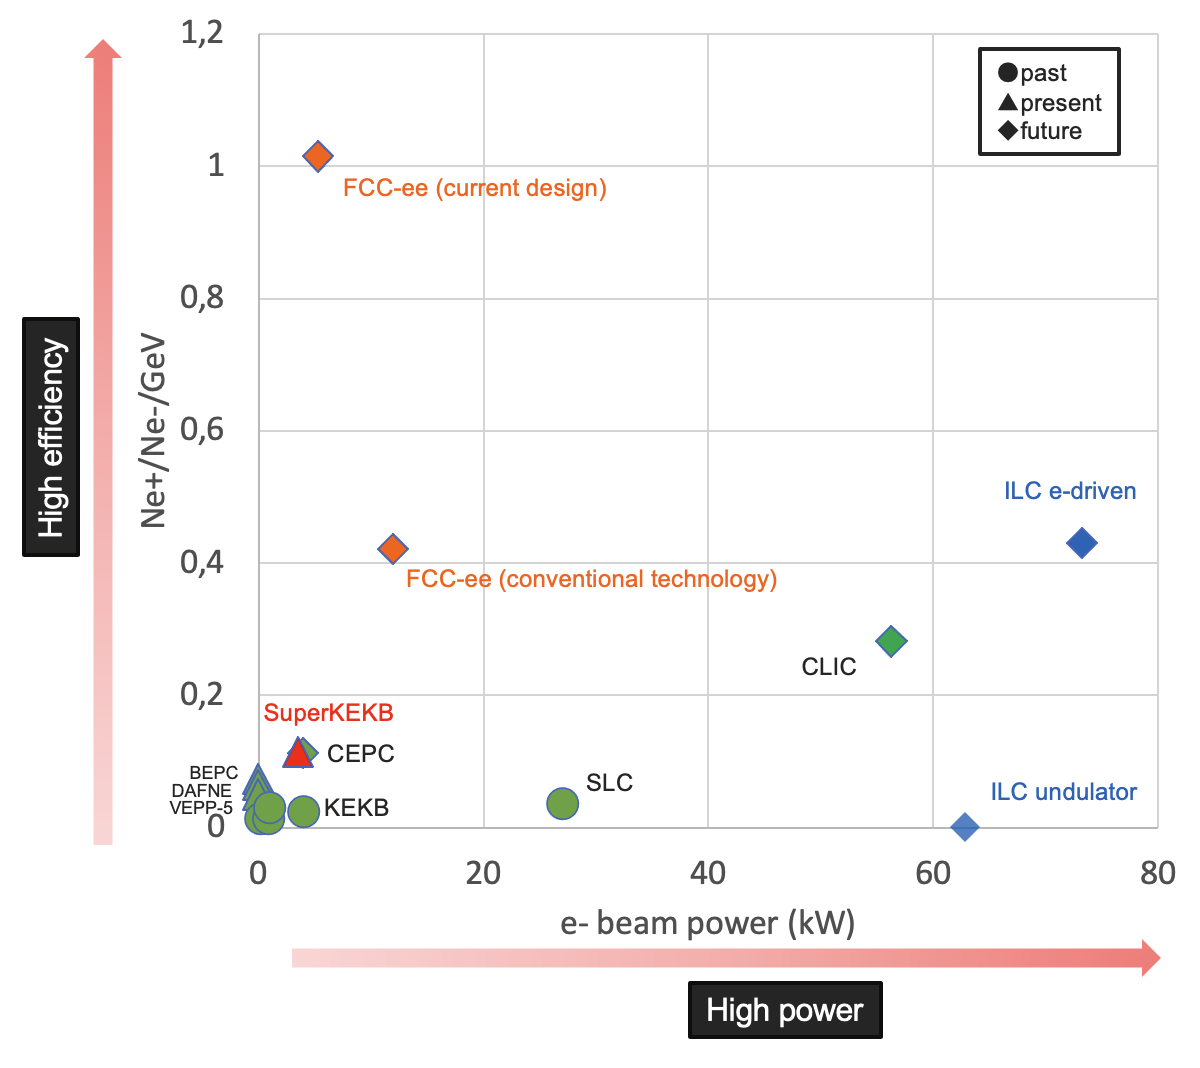 1,2
past
present
future
1
FCC-ee (current design)
0,8
High efficiency
Ne+/Ne-/GeV
0,6
ILC e-driven
0,4
FCC-ee (conventional technology)
CLIC
0,2
SuperKEKB
CEPC
BEPC
DAFNE
VEPP-5
KEKB
SLC
ILC undulator
0
0 20 40 60 80
e- beam power (kW)
High power